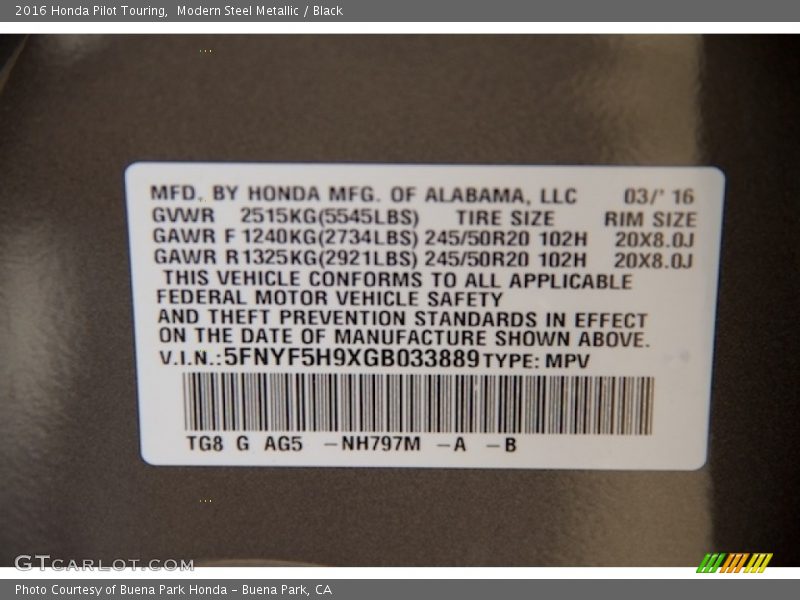 2016 Honda Pilot Touring,  Modern Steel Metallic / Black
MFD. BY HONDA MFG. OF ALABAMA, LLC 03/' 16
GVWR 2515KG(5545LBS) TIRE SIZE RIM SIZE
GAWR F 1240KG(2734LBS) 245/50R20 102H 20X8.0J
GAWR R1325KG(2921LBS) 245/50R20 102H 20X8.0J
THIS VEHICLE CONFORMS TO ALL APPLICABLE
FEDERAL MOTOR VEHICLE SAFETY
AND THEFT PREVENTION STANDARDS IN EFFECT
ON THE DATE OF MANUFACTURE SHOWN ABOVE.
V.I.N.:5FNYF5H9XGB033889 TYPE: MPV
TG8 G AG5 -NH797M -A -B
GTCARLOT.COM
Photo Courtesy of Buena Park Honda - Buena Park, CA